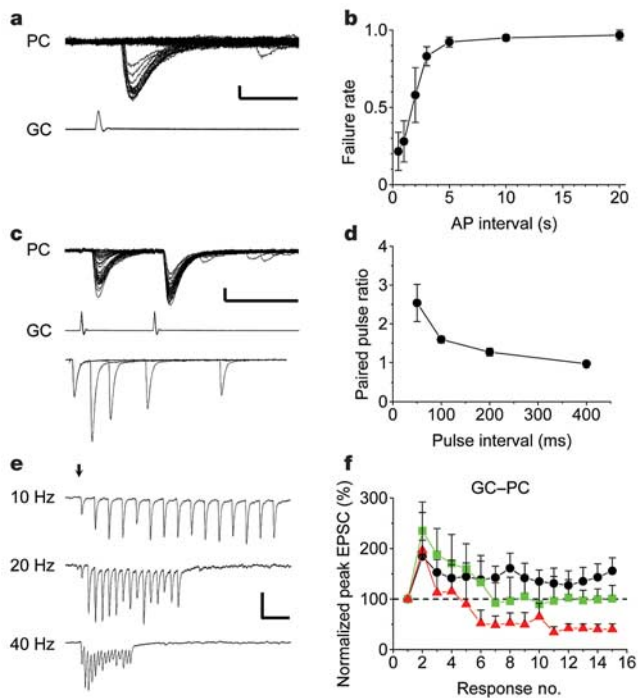 a
PC
GC
b
1.0
0.5
0
Failure rate
0 5 10 15 20
AP interval (s)
c
PC
GC
d
4
3
2
1
0
Paired pulse ratio
0 100 200 300 400
Pulse interval (ms)
e
10 Hz
20 Hz
40 Hz
f
GC–PC
300
200
100
0
Normalized peak EPSC (%)
0 2 4 6 8 10 12 14 16
Response no.